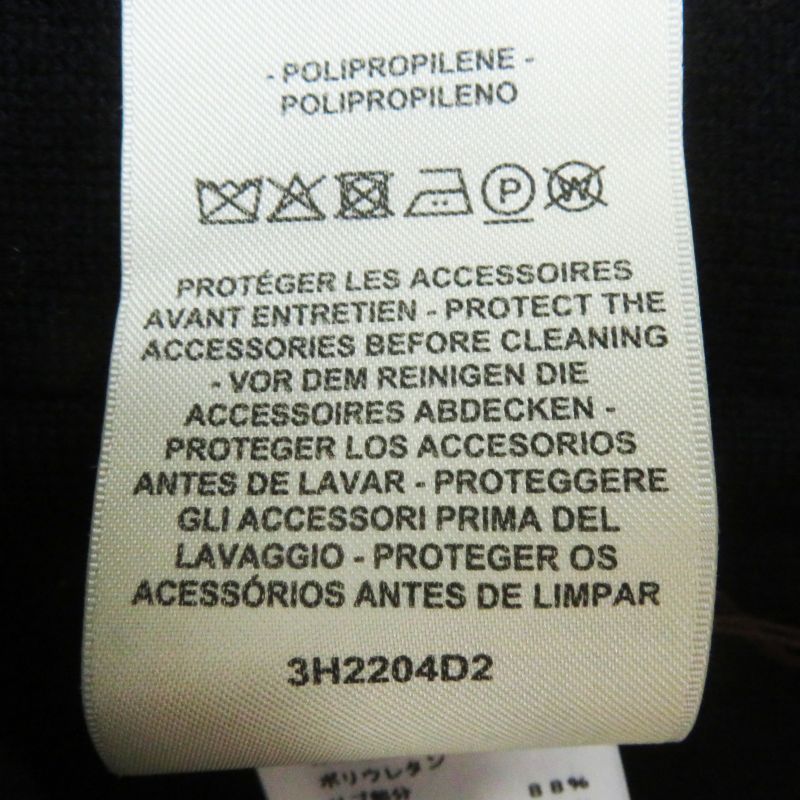 - POLIPROPILENE -
POLIPROPILENO
P W
PROTÉGER LES ACCESSOIRES
AVANT ENTRETIEN - PROTECT THE
ACCESSORIES BEFORE CLEANING
- VOR DEM REINIGEN DIE
ACCESSOIRES ABDECKEN -
PROTEGER LOS ACCESORIOS
ANTES DE LAVAR - PROTEGGERE
GLI ACCESSORI PRIMA DEL
LAVAGGIO - PROTEGER OS
ACESSÓRIOS ANTES DE LIMPAR
3H2204D2
ポリウレタン
88%